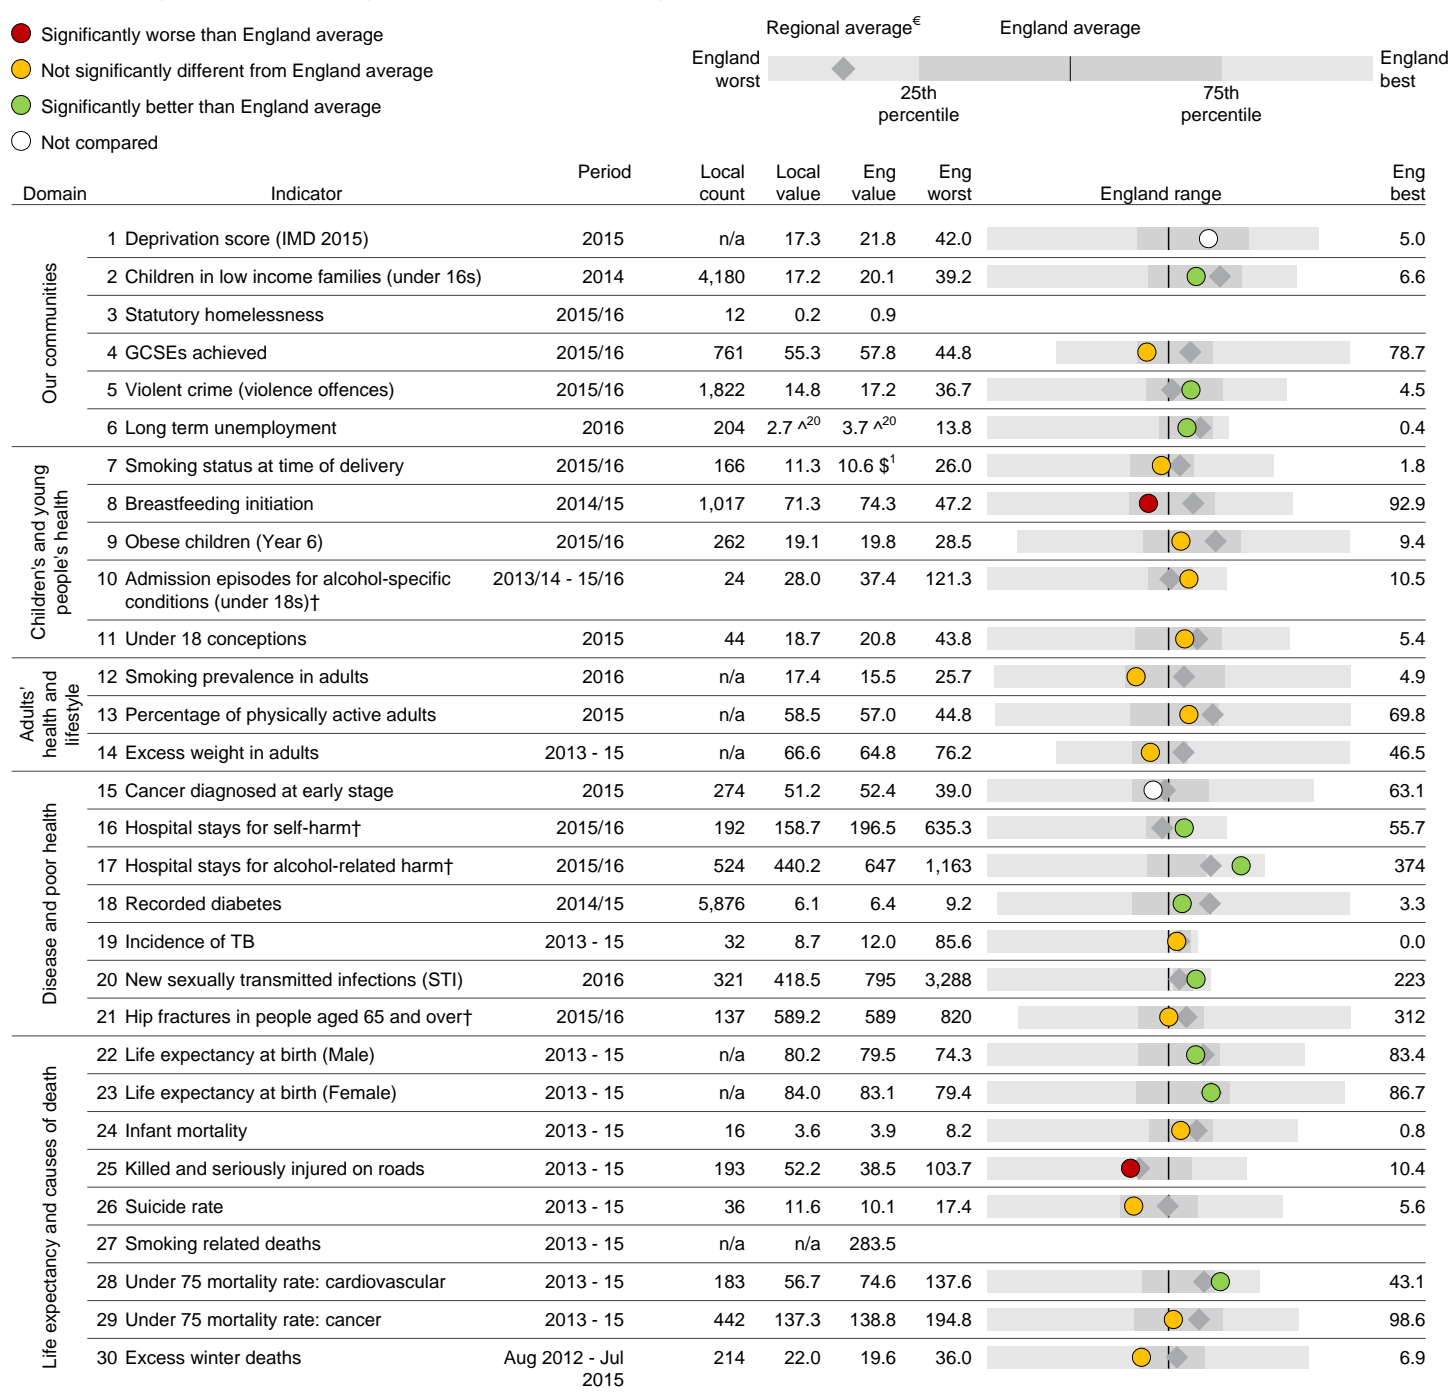 Significantly worse than England average
Not significantly different from England average
Significantly better than England average
Not compared
Regional average€ England average
England worst England best
25th percentile 75th percentile
Domain Indicator Period Local count Local value Eng value Eng worst England range Eng best
Our communities
1 Deprivation score (IMD 2015) 2015 n/a 17.3 21.8 42.0 5.0
2 Children in low income families (under 16s) 2014 4,180 17.2 20.1 39.2 6.6
3 Statutory homelessness 2015/16 12 0.2 0.9
4 GCSEs achieved 2015/16 761 55.3 57.8 44.8 78.7
5 Violent crime (violence offences) 2015/16 1,822 14.8 17.2 36.7 4.5
6 Long term unemployment 2016 204 2.7 ^20 3.7 ^20 13.8 0.4
Children's and young people's health
7 Smoking status at time of delivery 2015/16 166 11.3 10.6 $1 26.0 1.8
8 Breastfeeding initiation 2014/15 1,017 71.3 74.3 47.2 92.9
9 Obese children (Year 6) 2015/16 262 19.1 19.8 28.5 9.4
10 Admission episodes for alcohol-specific 2013/14 - 15/16 24 28.0 37.4 121.3 10.5
conditions (under 18s)†
11 Under 18 conceptions 2015 44 18.7 20.8 43.8 5.4
Adults' health and lifestyle
12 Smoking prevalence in adults 2016 n/a 17.4 15.5 25.7 4.9
13 Percentage of physically active adults 2015 n/a 58.5 57.0 44.8 69.8
14 Excess weight in adults 2013 - 15 n/a 66.6 64.8 76.2 46.5
Disease and poor health
15 Cancer diagnosed at early stage 2015 274 51.2 52.4 39.0 63.1
16 Hospital stays for self-harm† 2015/16 192 158.7 196.5 635.3 55.7
17 Hospital stays for alcohol-related harm† 2015/16 524 440.2 647 1,163 374
18 Recorded diabetes 2014/15 5,876 6.1 6.4 9.2 3.3
19 Incidence of TB 2013 - 15 32 8.7 12.0 85.6 0.0
20 New sexually transmitted infections (STI) 2016 321 418.5 795 3,288 223
21 Hip fractures in people aged 65 and over† 2015/16 137 589.2 589 820 312
Life expectancy and causes of death
22 Life expectancy at birth (Male) 2013 - 15 n/a 80.2 79.5 74.3 83.4
23 Life expectancy at birth (Female) 2013 - 15 n/a 84.0 83.1 79.4 86.7
24 Infant mortality 2013 - 15 16 3.6 3.9 8.2 0.8
25 Killed and seriously injured on roads 2013 - 15 193 52.2 38.5 103.7 10.4
26 Suicide rate 2013 - 15 36 11.6 10.1 17.4 5.6
27 Smoking related deaths 2013 - 15 n/a n/a 283.5
28 Under 75 mortality rate: cardiovascular 2013 - 15 183 56.7 74.6 137.6 43.1
29 Under 75 mortality rate: cancer 2013 - 15 442 137.3 138.8 194.8 98.6
30 Excess winter deaths Aug 2012 - Jul 2015 214 22.0 19.6 36.0 6.9